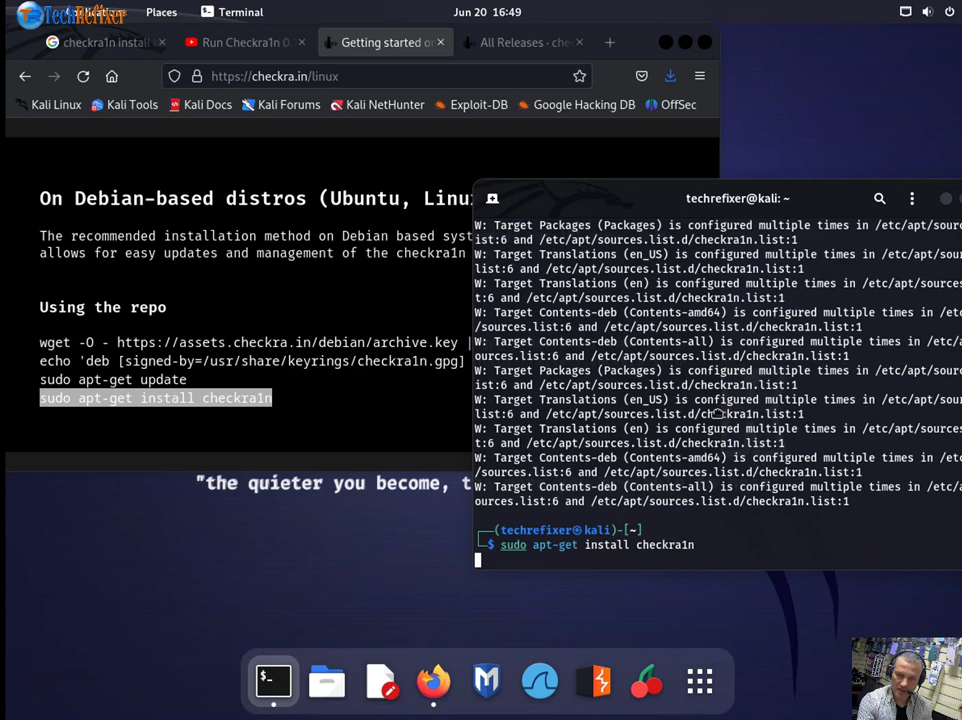 TechRefixer
Applications
Places
Terminal
Jun 20 16:49
checkra1n install
Run Checkra1n 0.
Getting started o
All Releases · che
https://checkra.in/linux
Kali Linux
Kali Tools
Kali Docs
Kali Forums
Kali NetHunter
Exploit-DB
Google Hacking DB
OffSec
On Debian-based distros (Ubuntu, Linu
The recommended installation method on Debian based syst
allows for easy updates and management of the checkra1n
Using the repo
wget -O - https://assets.checkra.in/debian/archive.key |
echo 'deb [signed-by=/usr/share/keyrings/checkra1n.gpg]
sudo apt-get update
sudo apt-get install checkra1n
"the quieter you become, t
techrefixer@kali: ~
W: Target Packages (Packages) is configured multiple times in /etc/apt/sourc
ist:6 and /etc/apt/sources.list.d/checkra1n.list:1
W: Target Translations (en_US) is configured multiple times in /etc/apt/sour
list:6 and /etc/apt/sources.list.d/checkra1n.list:1
W: Target Translations (en) is configured multiple times in /etc/apt/sources
t:6 and /etc/apt/sources.list.d/checkra1n.list:1
W: Target Contents-deb (Contents-amd64) is configured multiple times in /etc
/sources.list:6 and /etc/apt/sources.list.d/checkra1n.list:1
W: Target Contents-deb (Contents-all) is configured multiple times in /etc/a
ources.list:6 and /etc/apt/sources.list.d/checkra1n.list:1
W: Target Packages (Packages) is configured multiple times in /etc/apt/sourc
ist:6 and /etc/apt/sources.list.d/checkra1n.list:1
W: Target Translations (en_US) is configured multiple times in /etc/apt/sour
list:6 and /etc/apt/sources.list.d/checkra1n.list:1
W: Target Translations (en) is configured multiple times in /etc/apt/sources
t:6 and /etc/apt/sources.list.d/checkra1n.list:1
W: Target Contents-deb (Contents-amd64) is configured multiple times in /etc
/sources.list:6 and /etc/apt/sources.list.d/checkra1n.list:1
W: Target Contents-deb (Contents-all) is configured multiple times in /etc/a
ources.list:6 and /etc/apt/sources.list.d/checkra1n.list:1
(techrefixer㉿kali)-[~]
$ sudo apt-get install checkra1n